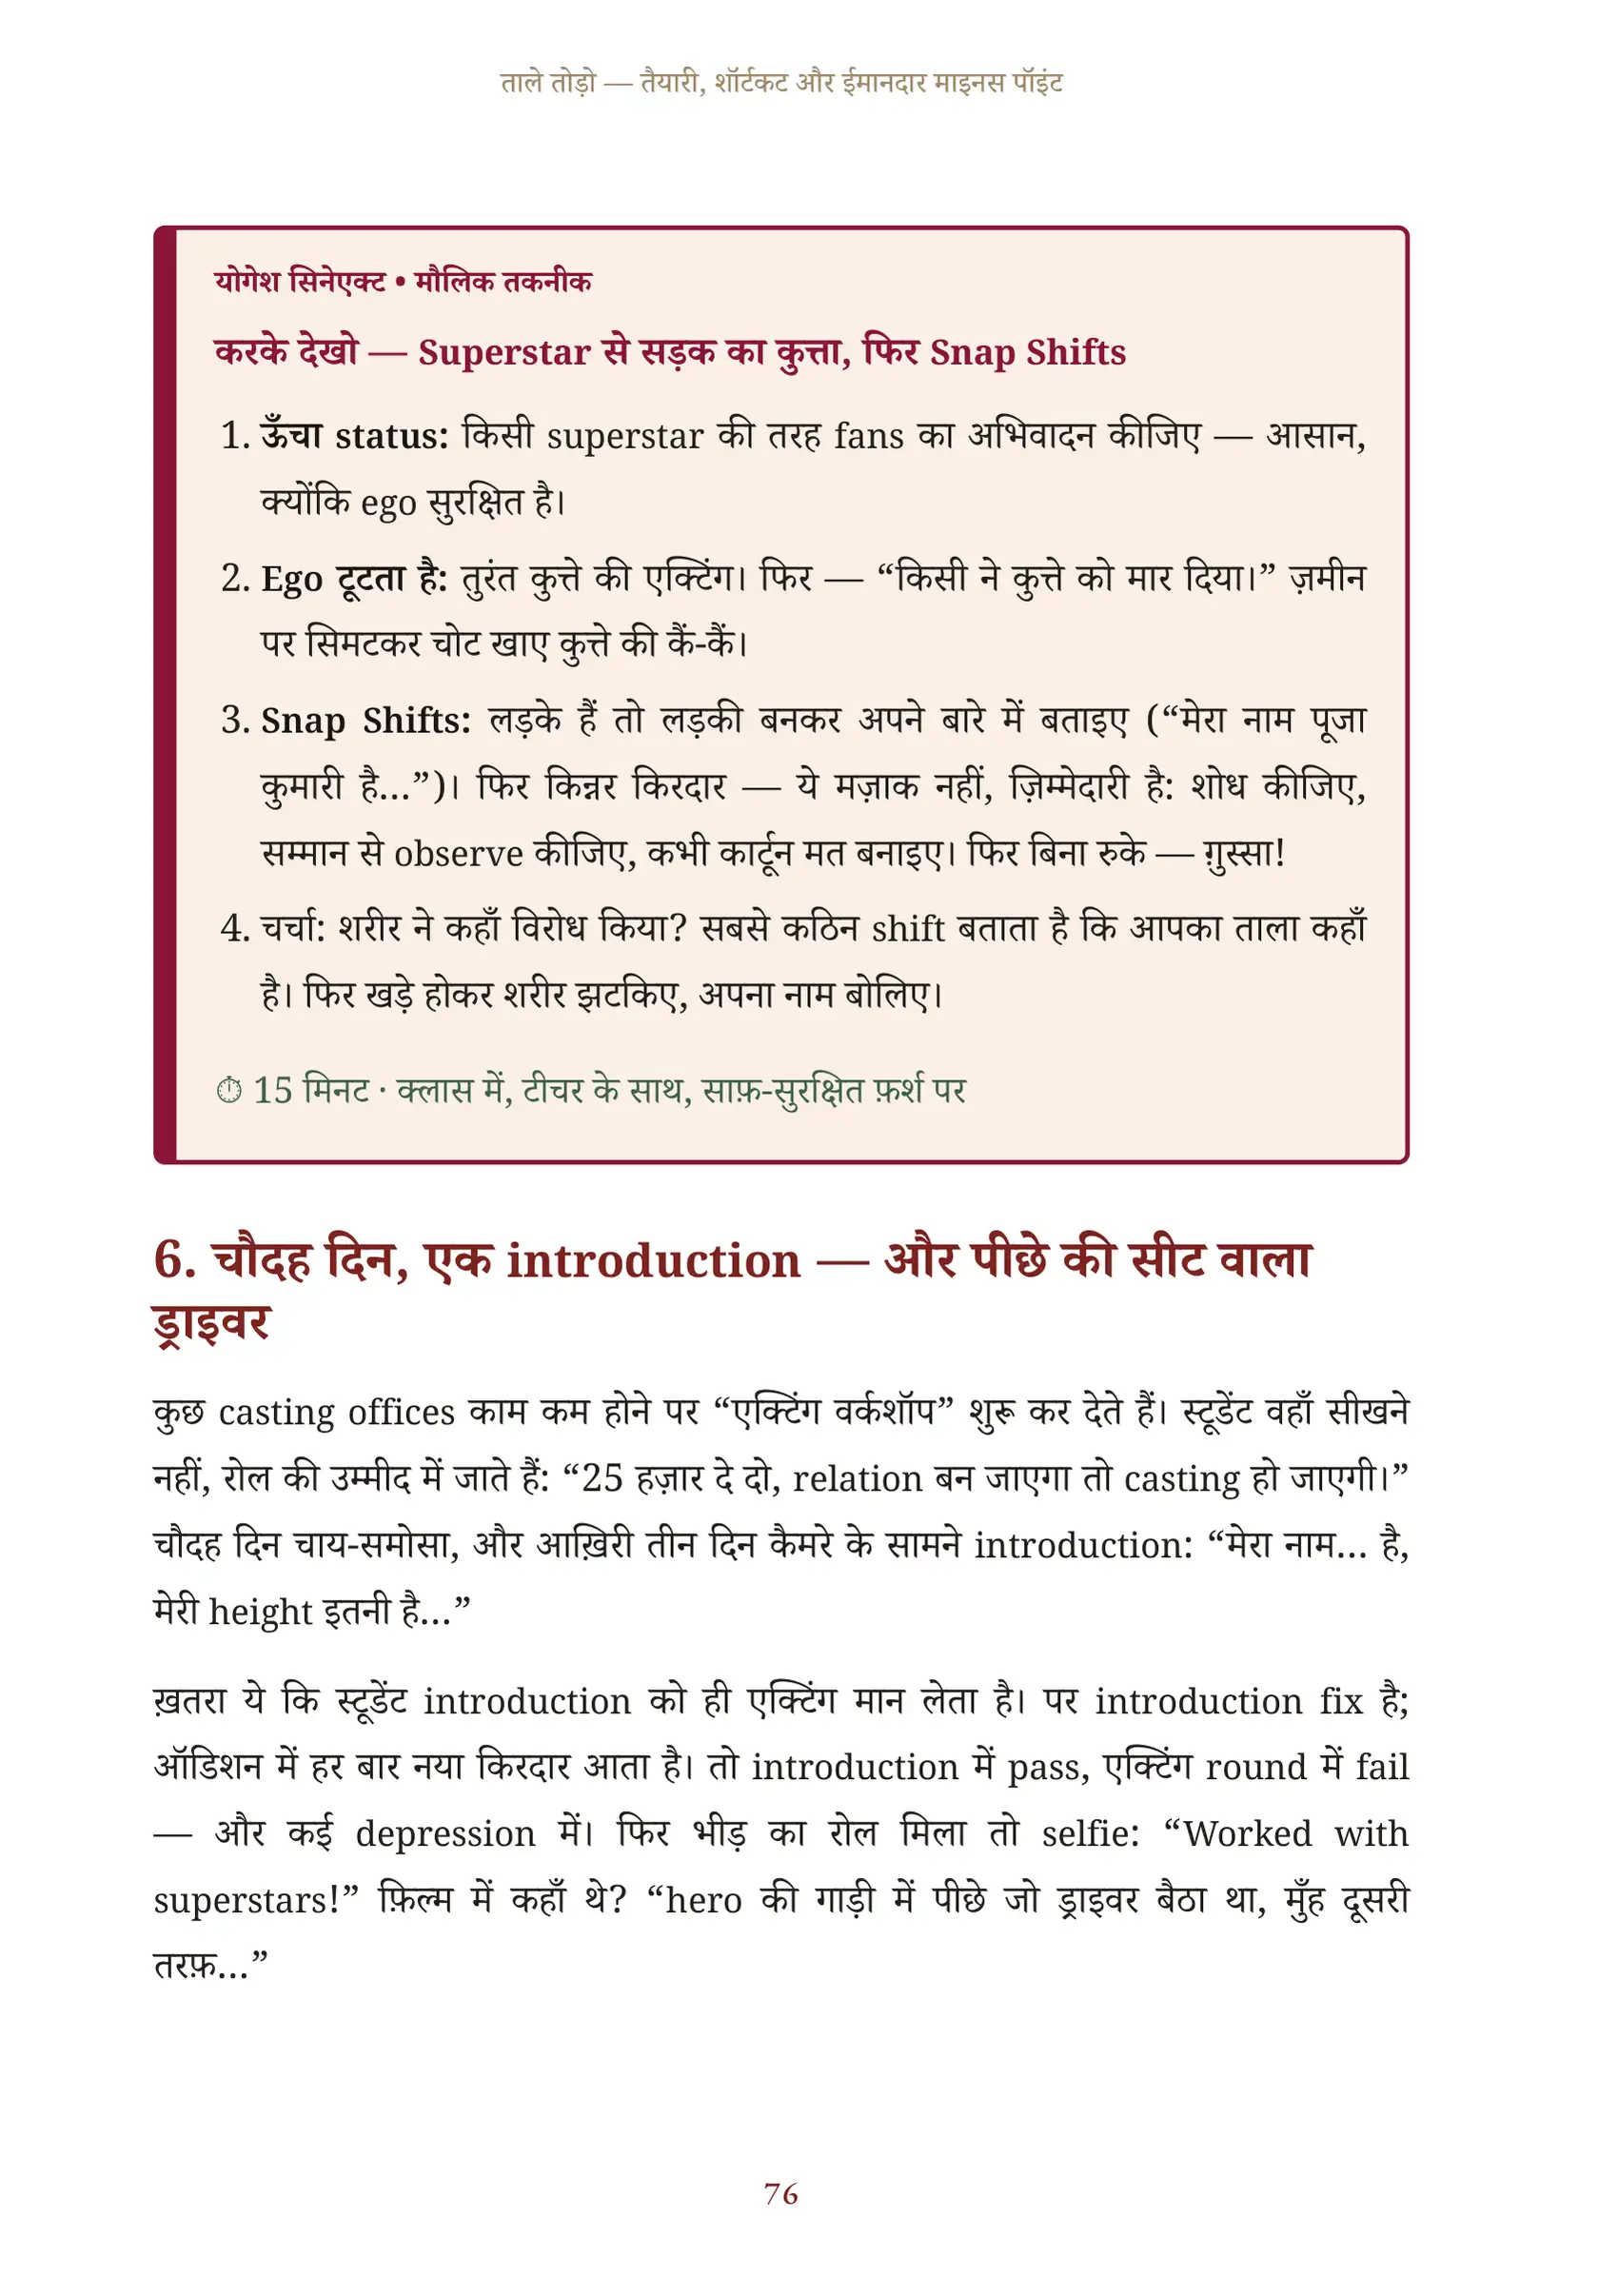 ताले तोड़ो — तैयारी, शॉर्टकट और ईमानदार माइनस पॉइंट
योगेश सिनेएक्ट • मौलिक तकनीक
करके देखो — Superstar से सड़क का कुत्ता, फिर Snap Shifts
1. ऊँचा status: किसी superstar की तरह fans का अभिवादन कीजिए — आसान,
क्योंकि ego सुरक्षित है।
2. Ego टूटता है: तुरंत कुत्ते की एक्टिंग। फिर — “किसी ने कुत्ते को मार दिया।” ज़मीन
पर सिमटकर चोट खाए कुत्ते की कैं-कैं।
3. Snap Shifts: लड़के हैं तो लड़की बनकर अपने बारे में बताइए (“मेरा नाम पूजा
कुमारी है…”)। फिर किन्नर किरदार — ये मज़ाक नहीं, ज़िम्मेदारी है: शोध कीजिए,
सम्मान से observe कीजिए, कभी कार्टून मत बनाइए। फिर बिना रुके — ग़ुस्सा!
4. चर्चा: शरीर ने कहाँ विरोध किया? सबसे कठिन shift बताता है कि आपका ताला कहाँ
है। फिर खड़े होकर शरीर झटकिए, अपना नाम बोलिए।
⏱ 15 मिनट · क्लास में, टीचर के साथ, साफ़-सुरक्षित फ़र्श पर
6. चौदह दिन, एक introduction — और पीछे की सीट वाला
ड्राइवर
कुछ casting offices काम कम होने पर “एक्टिंग वर्कशॉप” शुरू कर देते हैं। स्टूडेंट वहाँ सीखने
नहीं, रोल की उम्मीद में जाते हैं: “25 हज़ार दे दो, relation बन जाएगा तो casting हो जाएगी।”
चौदह दिन चाय-समोसा, और आख़िरी तीन दिन कैमरे के सामने introduction: “मेरा नाम… है,
मेरी height इतनी है…”
ख़तरा ये कि स्टूडेंट introduction को ही एक्टिंग मान लेता है। पर introduction fix है;
ऑडिशन में हर बार नया किरदार आता है। तो introduction में pass, एक्टिंग round में fail
— और कई depression में। फिर भीड़ का रोल मिला तो selfie: “Worked with
superstars!” फ़िल्म में कहाँ थे? “hero की गाड़ी में पीछे जो ड्राइवर बैठा था, मुँह दूसरी
तरफ़…”
76